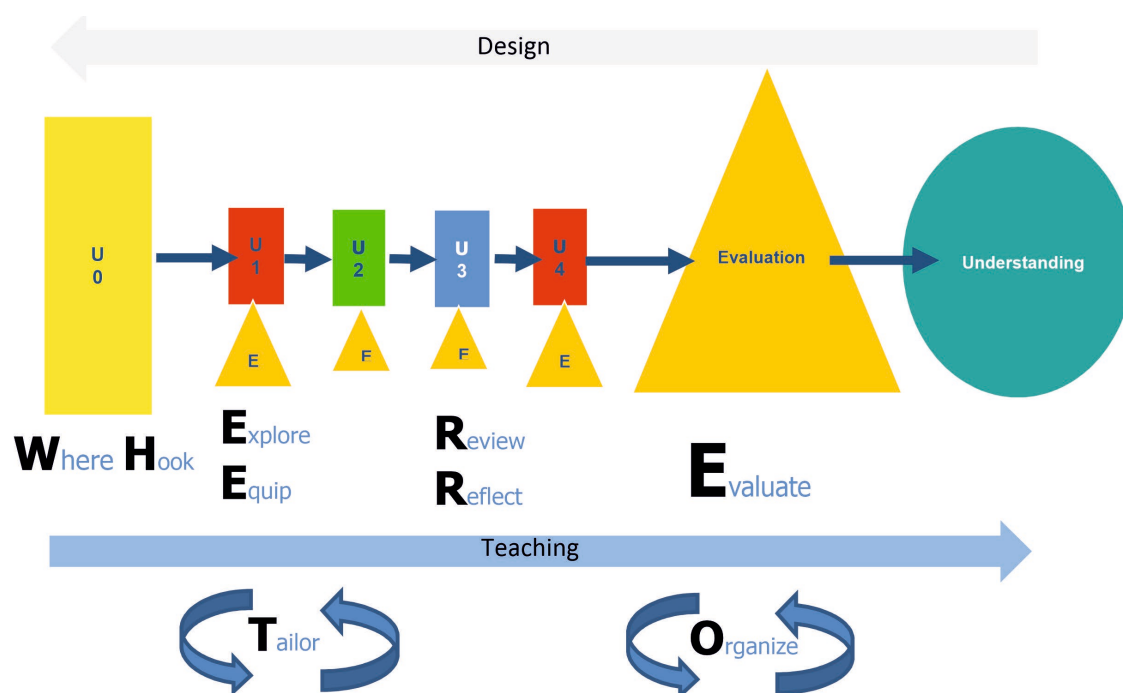 Design
U
0
U
1
U
2
U
3
U
4
Evaluation
Understanding
E
F
F
E
Where Hook
Explore
Equip
Review
Reflect
Evaluate
Teaching
Tailor
Organize